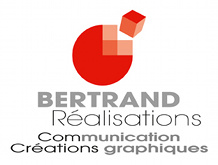 BERTRAND
Réalisations
Communication
Créations graphiques